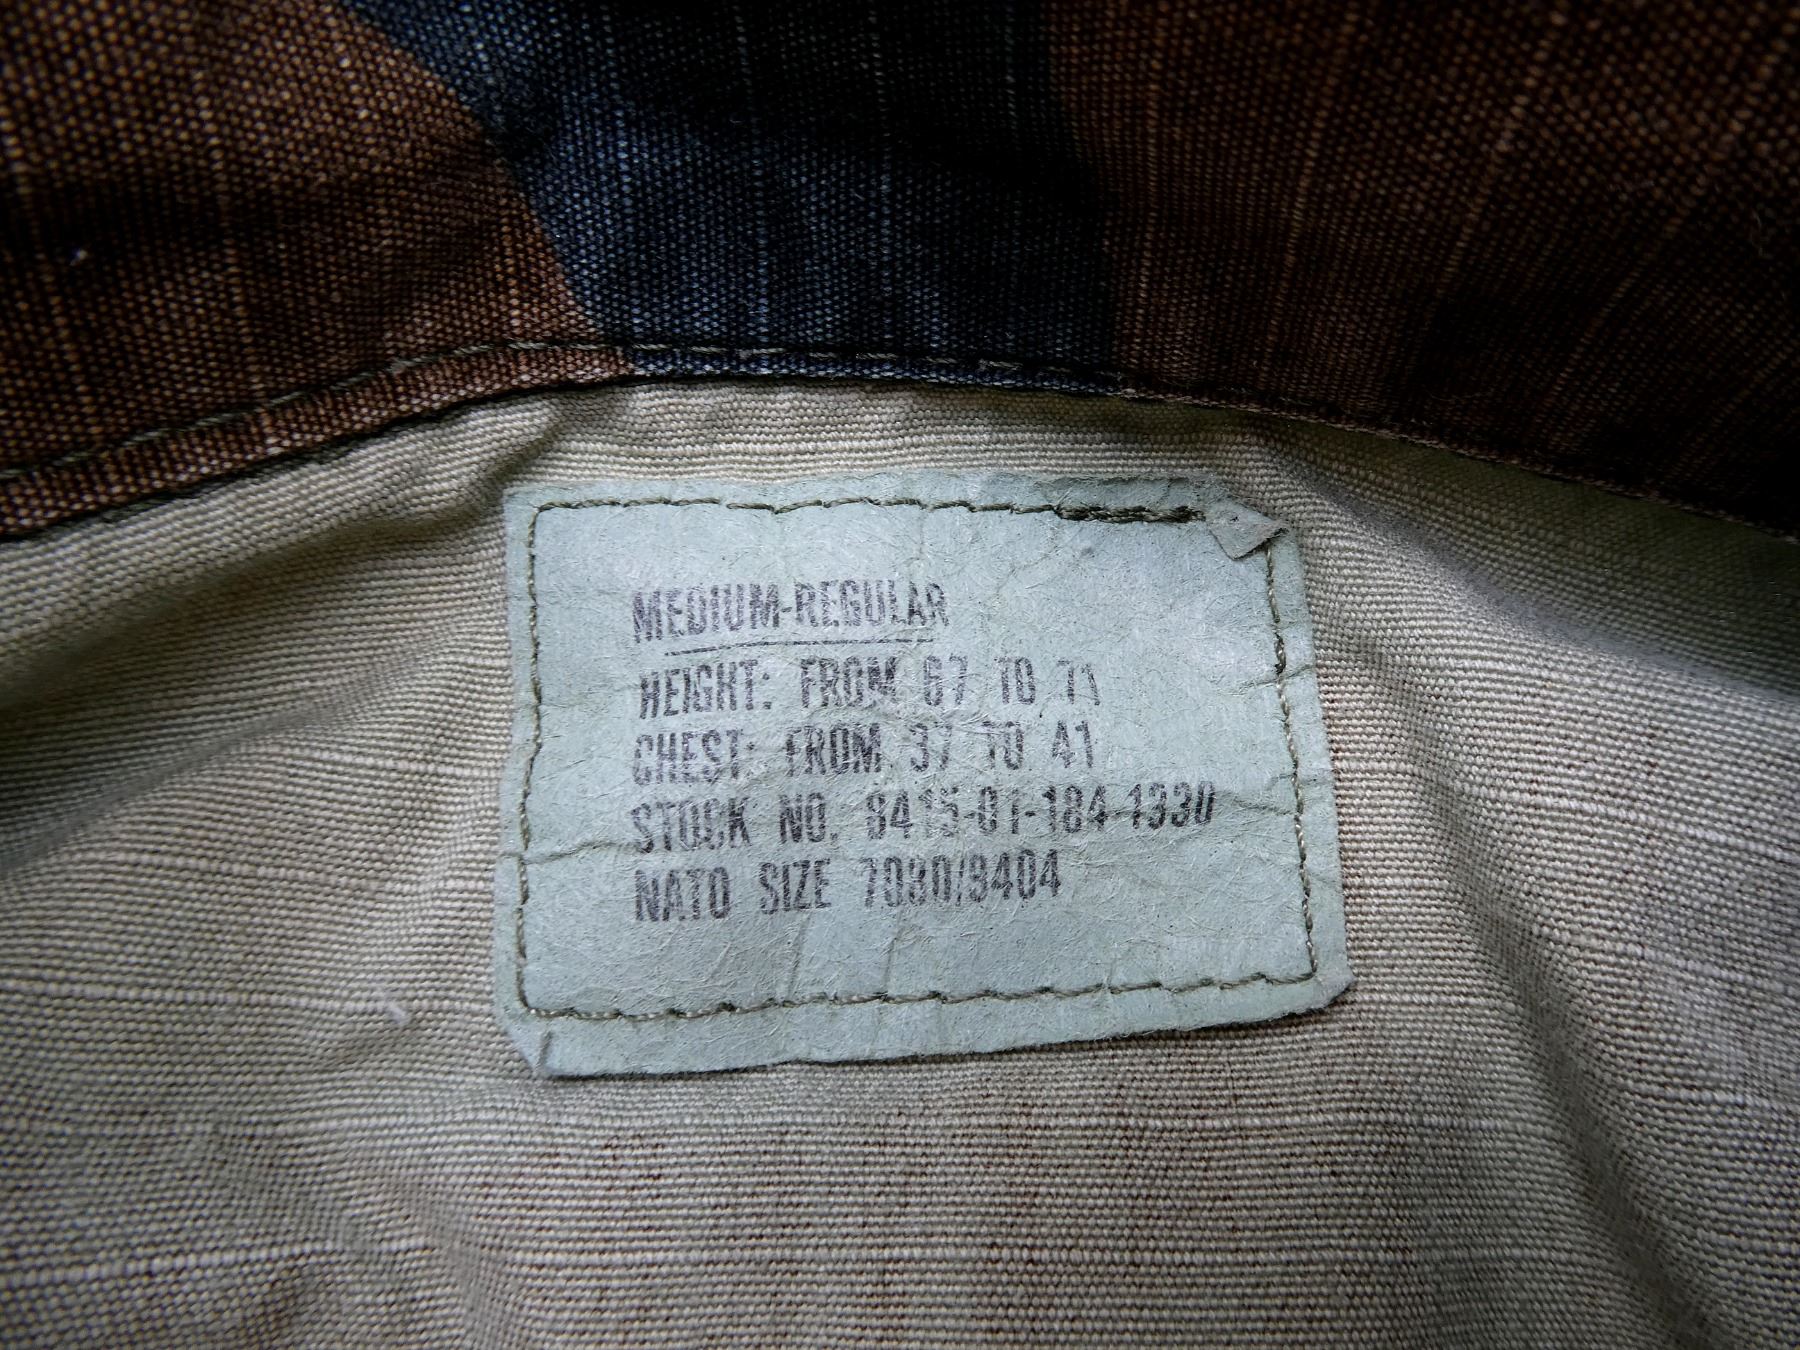 MEDIUM-REGULAR
HEIGHT: FROM 67 TO 71
CHEST: FROM 37 TO 41
STOCK NO. 8415-01-184-1330
NATO SIZE 7080/9404